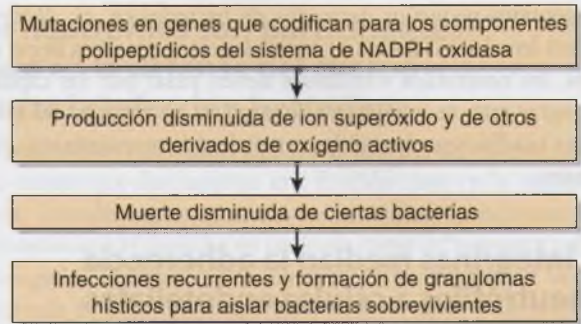 Mutaciones en genes que codifican para los componentes
polipeptídicos del sistema de NADPH oxidasa
Producción disminuida de ion superóxido y de otros
derivados de oxígeno activos
Muerte disminuida de ciertas bacterias
Infecciones recurrentes y formación de granulomas
hísticos para aislar bacterias sobrevivientes